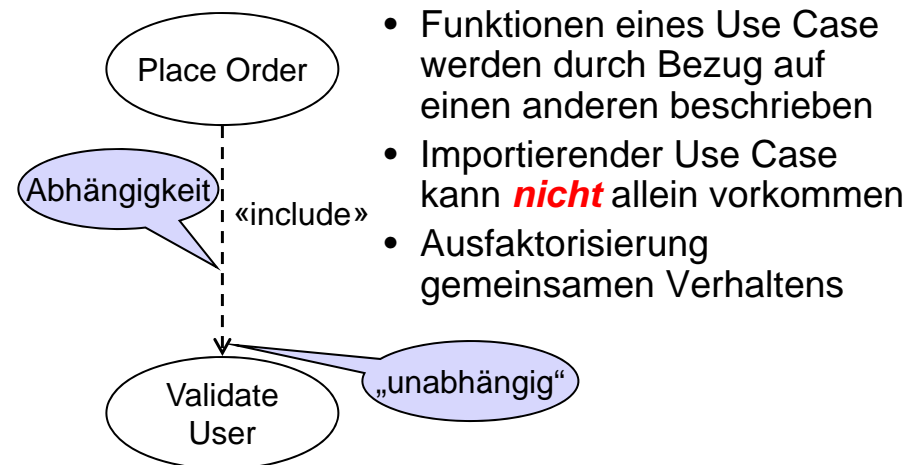 Place Order
Abhängigkeit
«include»
„unabhängig“
Validate
User
• Funktionen eines Use Case
werden durch Bezug auf
einen anderen beschrieben
• Importierender Use Case
kann nicht allein vorkommen
• Ausfaktorisierung
gemeinsamen Verhaltens